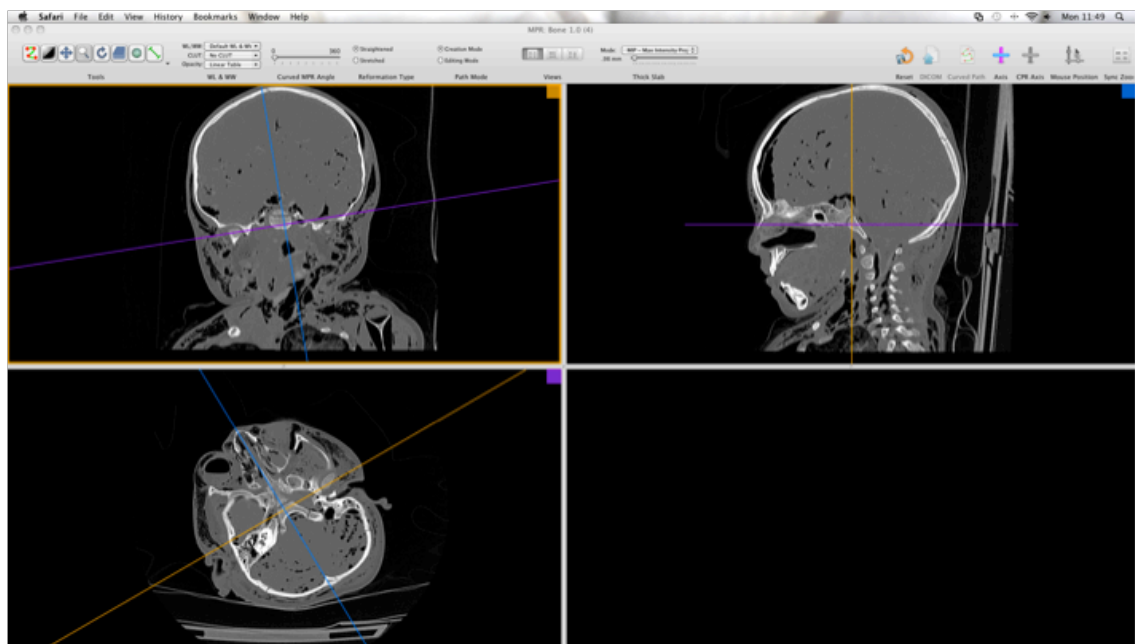 Safari File Edit View History Bookmarks Window Help Mon 11:49
MPR: Bone 1.0 (4)
WL/WW: Default WL & WW
CLUT: No CLUT
Opacity: Linear Table
0 360
Straightened
Stretched
Creation Mode
Editing Mode
Mode: MIP - Max Intensity Proj
Tools WL & WW Curved MPR Angle Reformation Type Path Mode Views Thick Slab Reset DICOM Curved Path Axis CPR Axis Mouse Position Sync Zoom